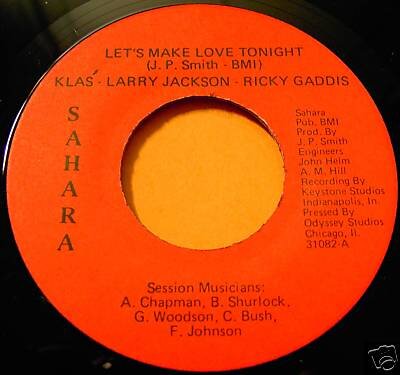 LET'S MAKE LOVE TONIGHT
(J. P. Smith - BMI)
KLAS' - LARRY JACKSON - RICKY GADDIS
SAHARA
Sahara
Pub. BMI
Prod. By
J. P. Smith
Engineers
John Helm
A. M. Hill
Recording By
Keystone Studios
Indianapolis, In.
Pressed By
Odyssey Studios
Chicago, Il.
31082-A
Session Musicians:
A. Chapman, B. Shurlock,
G. Woodson, C. Bush,
F. Johnson